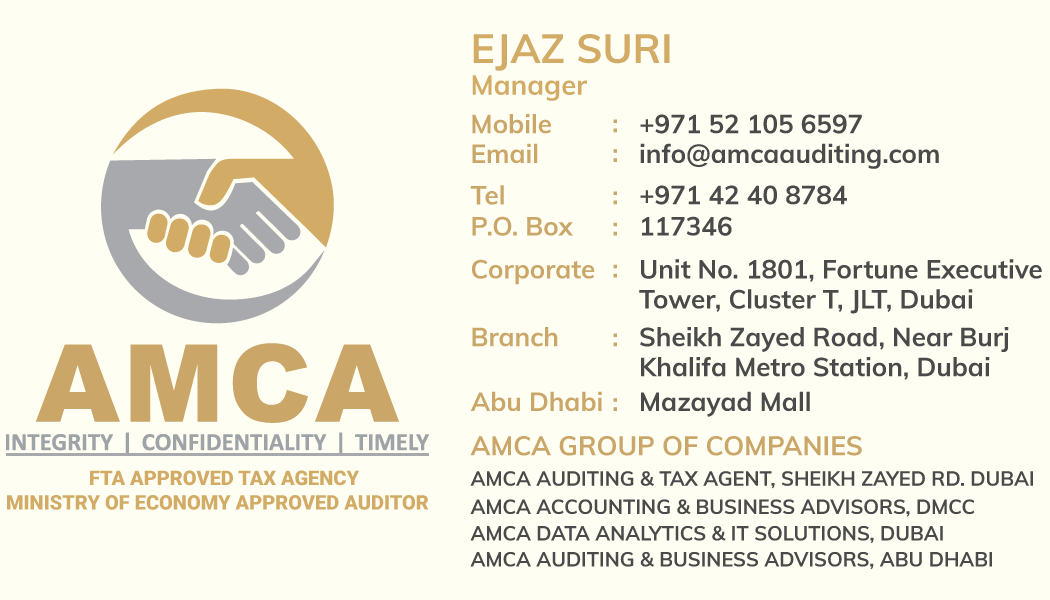 AMCA
INTEGRITY | CONFIDENTIALITY | TIMELY
FTA APPROVED TAX AGENCY
MINISTRY OF ECONOMY APPROVED AUDITOR
EJAZ SURI
Manager
Mobile : +971 52 105 6597
Email : info@amcaauditing.com
Tel : +971 42 40 8784
P.O. Box : 117346
Corporate : Unit No. 1801, Fortune Executive
Tower, Cluster T, JLT, Dubai
Branch : Sheikh Zayed Road, Near Burj
Khalifa Metro Station, Dubai
Abu Dhabi : Mazayad Mall
AMCA GROUP OF COMPANIES
AMCA AUDITING & TAX AGENT, SHEIKH ZAYED RD. DUBAI
AMCA ACCOUNTING & BUSINESS ADVISORS, DMCC
AMCA DATA ANALYTICS & IT SOLUTIONS, DUBAI
AMCA AUDITING & BUSINESS ADVISORS, ABU DHABI